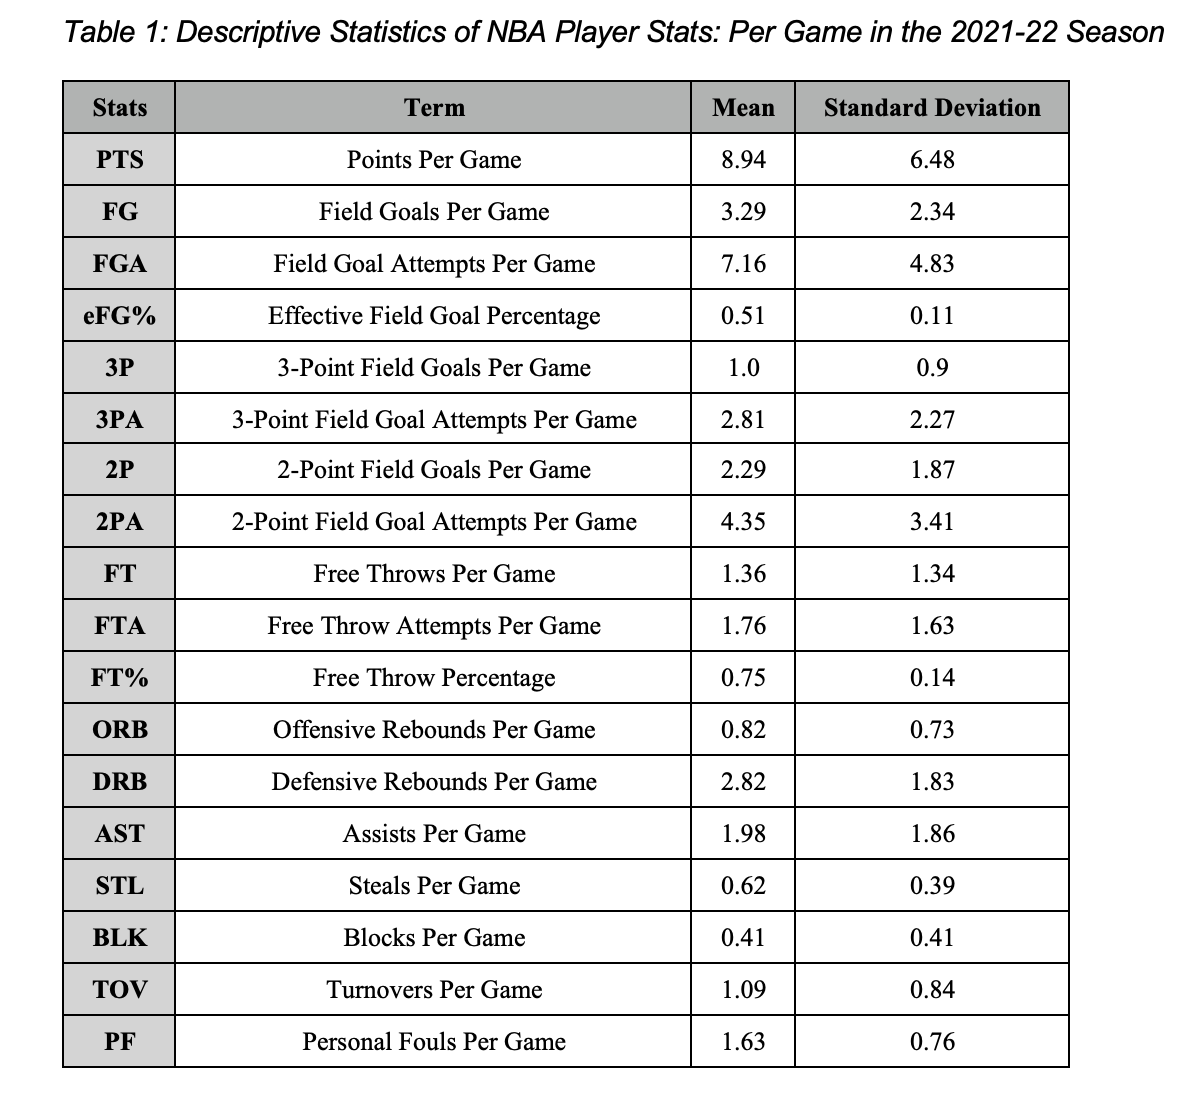 Table 1: Descriptive Statistics of NBA Player Stats: Per Game in the 2021-22 Season
Stats Term Mean Standard Deviation
PTS Points Per Game 8.94 6.48
FG Field Goals Per Game 3.29 2.34
FGA Field Goal Attempts Per Game 7.16 4.83
eFG% Effective Field Goal Percentage 0.51 0.11
3P 3-Point Field Goals Per Game 1.0 0.9
3PA 3-Point Field Goal Attempts Per Game 2.81 2.27
2P 2-Point Field Goals Per Game 2.29 1.87
2PA 2-Point Field Goal Attempts Per Game 4.35 3.41
FT Free Throws Per Game 1.36 1.34
FTA Free Throw Attempts Per Game 1.76 1.63
FT% Free Throw Percentage 0.75 0.14
ORB Offensive Rebounds Per Game 0.82 0.73
DRB Defensive Rebounds Per Game 2.82 1.83
AST Assists Per Game 1.98 1.86
STL Steals Per Game 0.62 0.39
BLK Blocks Per Game 0.41 0.41
TOV Turnovers Per Game 1.09 0.84
PF Personal Fouls Per Game 1.63 0.76